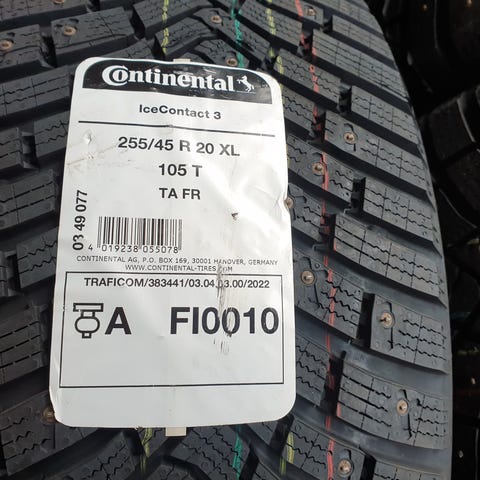 Continental
IceContact 3
255/45 R 20 XL
105 T
TA FR
03 49 077
4 019238 055078
CONTINENTAL AG, P.O. BOX 169, 30001 HANOVER, GERMANY
WWW.CONTINENTAL-TIRES.COM
TRAFICOM/383441/03.04.03.00/2022
A FI0010